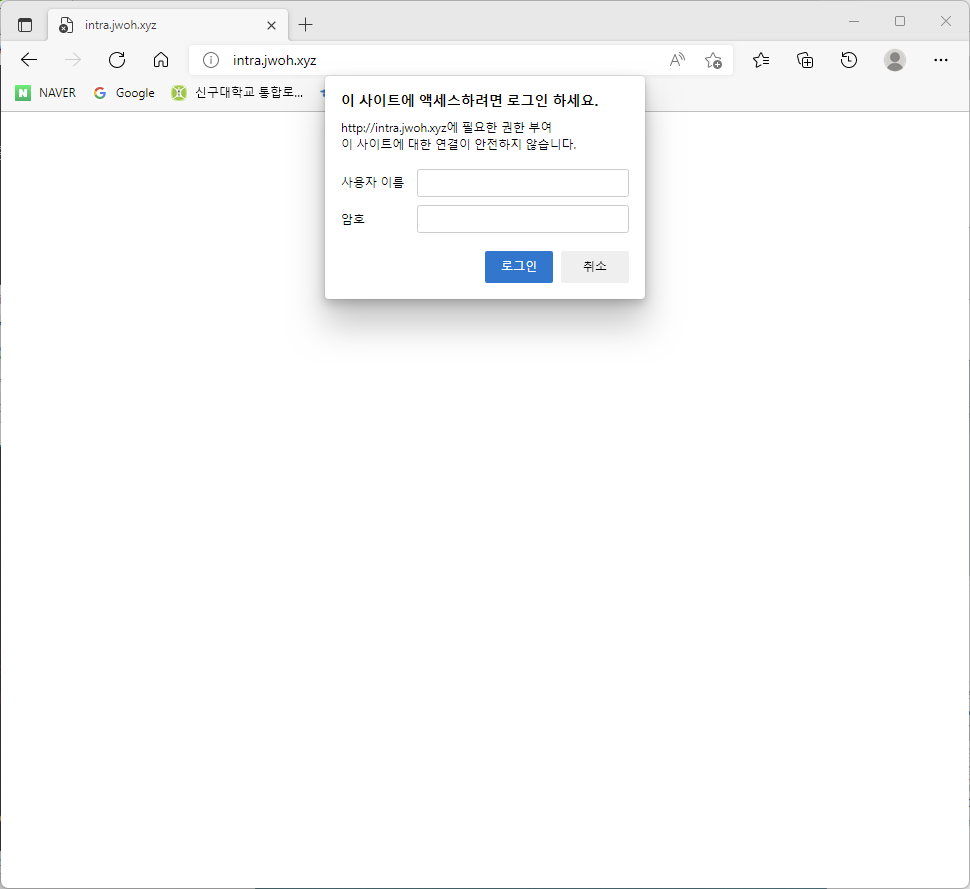 intra.jwoh.xyz
intra.jwoh.xyz
NAVER Google 신구대학교 통합로...
이 사이트에 액세스하려면 로그인 하세요.
http://intra.jwoh.xyz에 필요한 권한 부여
이 사이트에 대한 연결이 안전하지 않습니다.
사용자 이름
암호
로그인 취소